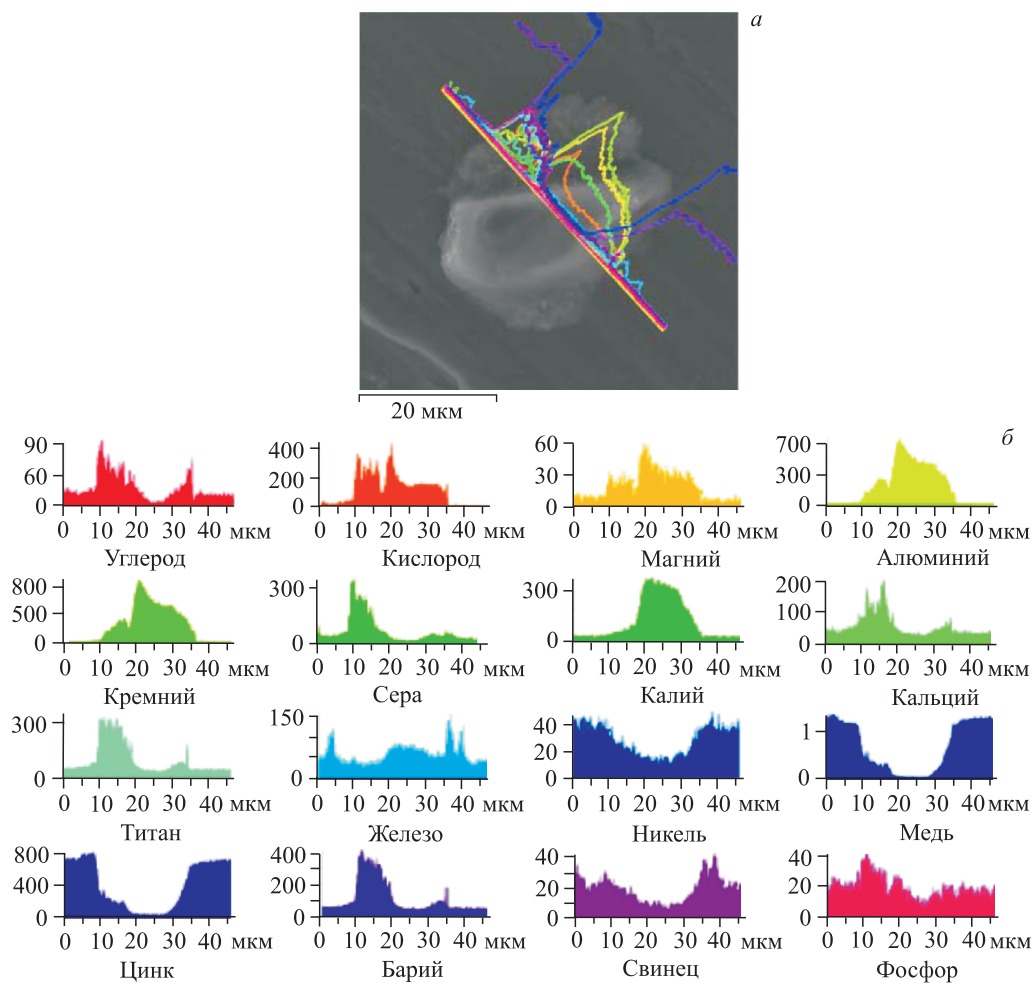 а
20 мкм
б
90
60
30
0
0 10 20 30 40 мкм
Углерод
400
200
0
0 10 20 30 40 мкм
Кислород
60
30
0
0 10 20 30 40 мкм
Магний
700
300
0
0 10 20 30 40 мкм
Алюминий
800
500
0
0 10 20 30 40 мкм
Кремний
300
0
0 10 20 30 40 мкм
Сера
300
0
0 10 20 30 40 мкм
Калий
200
100
0
0 10 20 30 40 мкм
Кальций
300
0
0 10 20 30 40 мкм
Титан
150
0
0 10 20 30 40 мкм
Железо
40
20
0
0 10 20 30 40 мкм
Никель
1
0
0 10 20 30 40 мкм
Медь
800
400
0
0 10 20 30 40 мкм
Цинк
400
200
0
0 10 20 30 40 мкм
Барий
40
20
0
0 10 20 30 40 мкм
Свинец
40
20
0
0 10 20 30 40 мкм
Фосфор